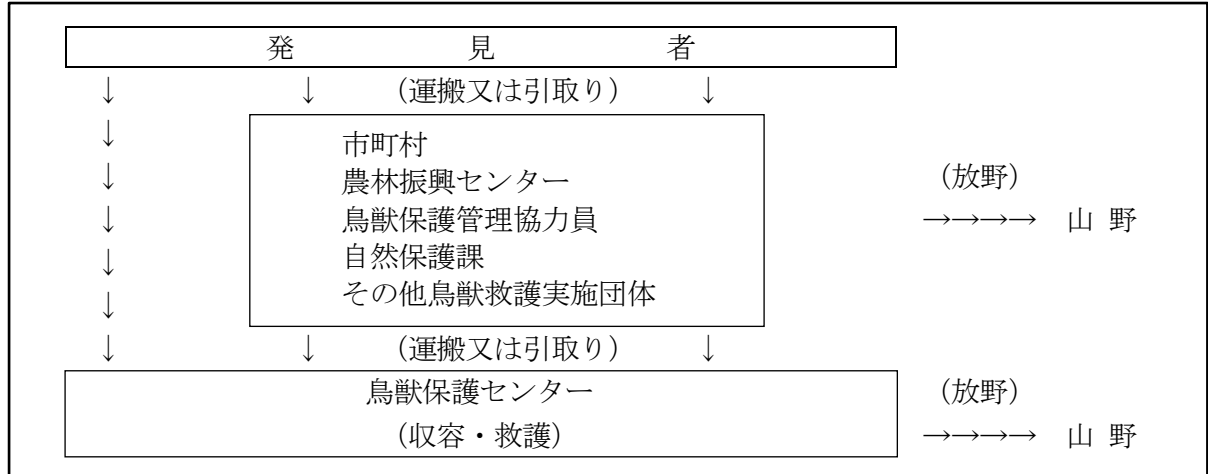 発見者
↓ ↓ (運搬又は引取り) ↓
↓
↓
↓
↓
↓
市町村
農林振興センター
鳥獣保護管理協力員
自然保護課
その他鳥獣救護実施団体
(放野)
→→→→ 山野
↓ ↓ (運搬又は引取り) ↓
鳥獣保護センター
(収容・救護)
(放野)
→→→→ 山野